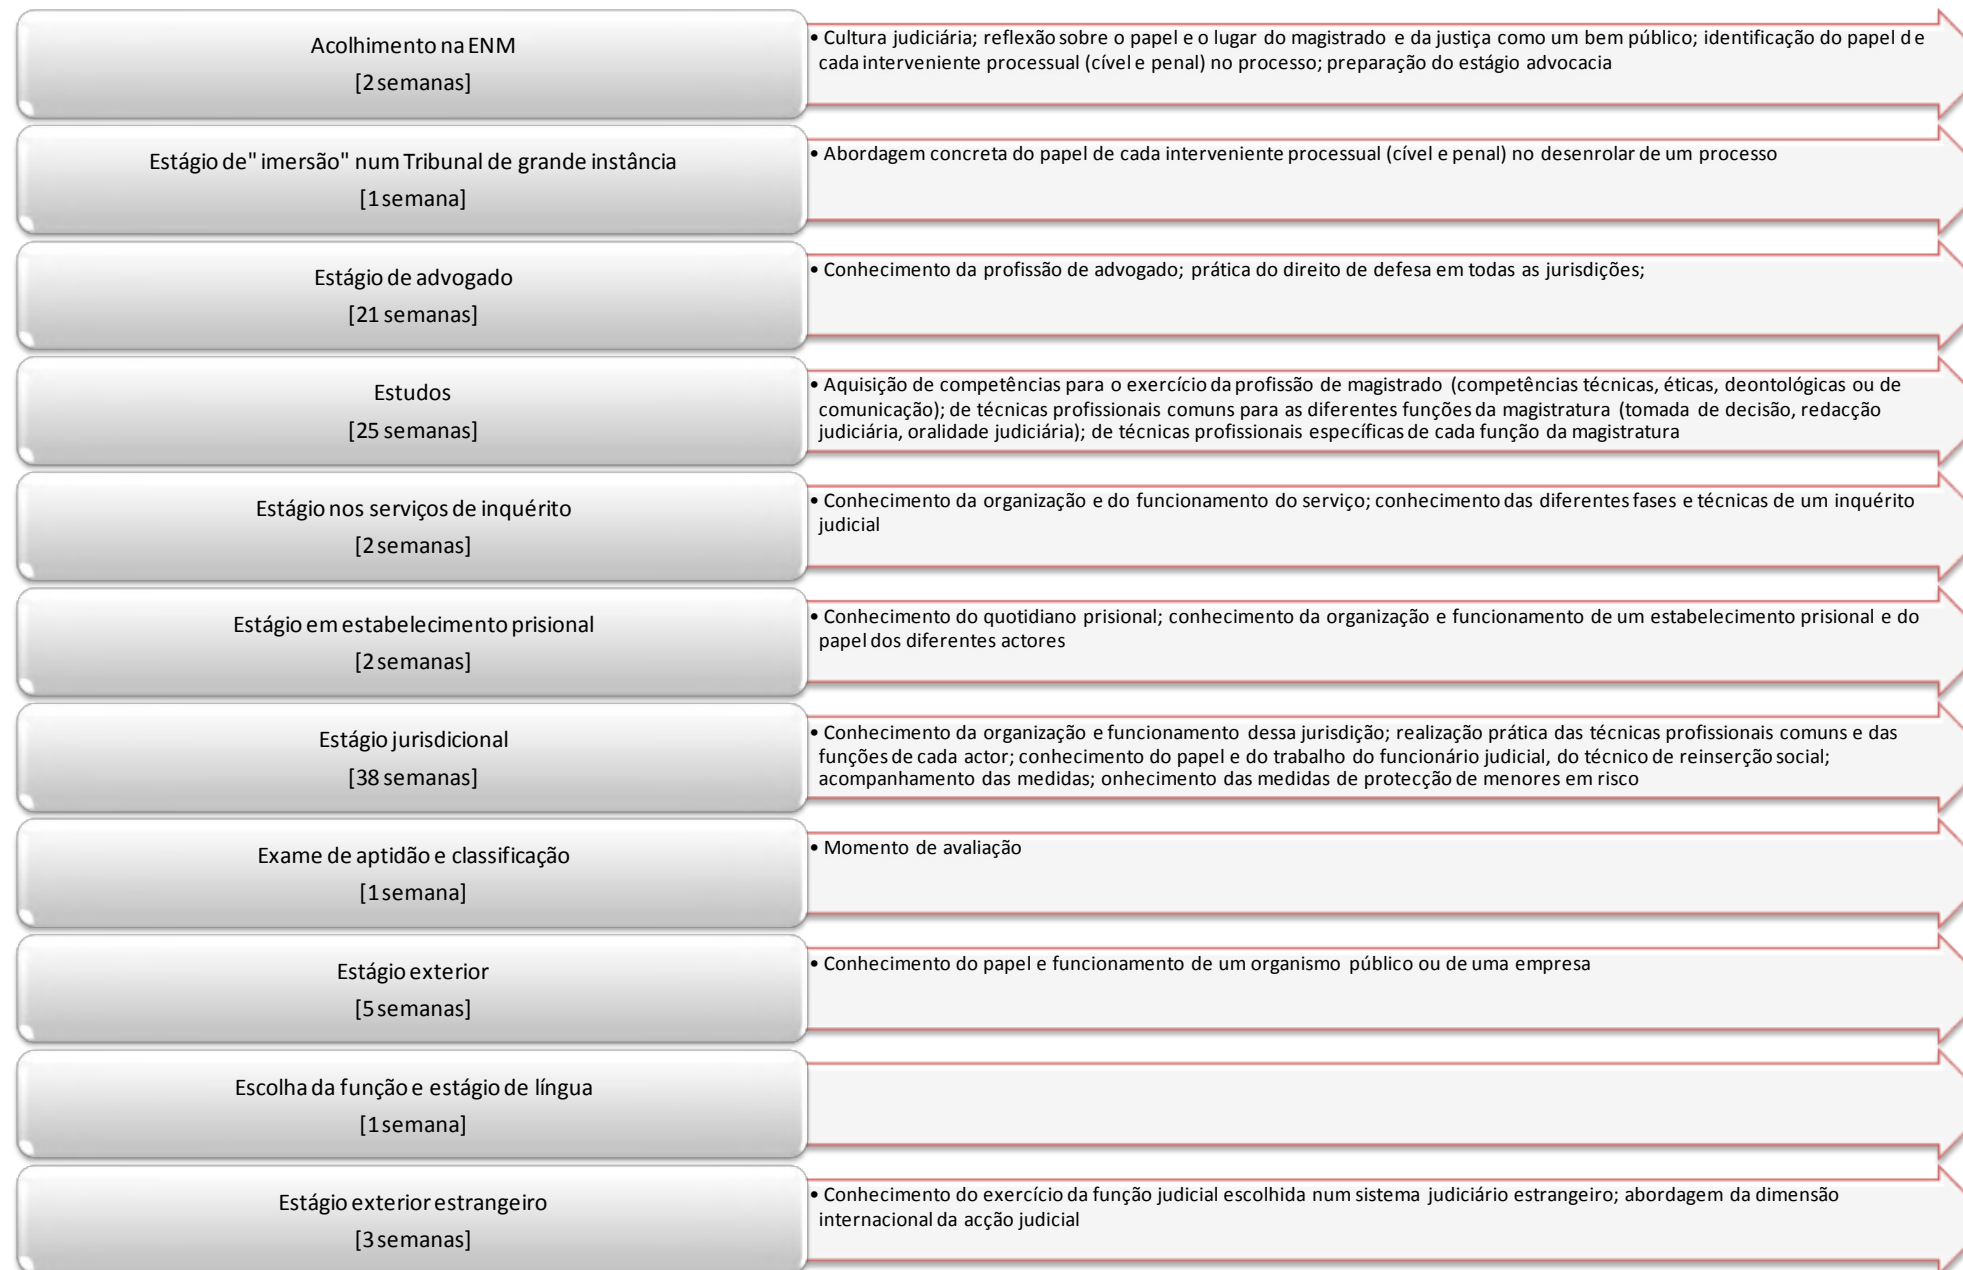 Acolhimento na ENM
[2 semanas]
• Cultura judiciária; reflexão sobre o papel e o lugar do magistrado e da justiça como um bem público; identificação do papel de
cada interveniente processual (cível e penal) no processo; preparação do estágio advocacia
Estágio de" imersão" num Tribunal de grande instância
[1 semana]
• Abordagem concreta do papel de cada interveniente processual (cível e penal) no desenrolar de um processo
Estágio de advogado
[21 semanas]
• Conhecimento da profissão de advogado; prática do direito de defesa em todas as jurisdições;
Estudos
[25 semanas]
• Aquisição de competências para o exercício da profissão de magistrado (competências técnicas, éticas, deontológicas ou de
comunicação); de técnicas profissionais comuns para as diferentes funções da magistratura (tomada de decisão, redacção
judiciária, oralidade judiciária); de técnicas profissionais específicas de cada função da magistratura
Estágio nos serviços de inquérito
[2 semanas]
• Conhecimento da organização e do funcionamento do serviço; conhecimento das diferentes fases e técnicas de um inquérito
judicial
Estágio em estabelecimento prisional
[2 semanas]
• Conhecimento do quotidiano prisional; conhecimento da organização e funcionamento de um estabelecimento prisional e do
papel dos diferentes actores
Estágio jurisdicional
[38 semanas]
• Conhecimento da organização e funcionamento dessa jurisdição; realização prática das técnicas profissionais comuns e das
funções de cada actor; conhecimento do papel e do trabalho do funcionário judicial, do técnico de reinserção social;
acompanhamento das medidas; onhecimento das medidas de protecção de menores em risco
Exame de aptidão e classificação
[1 semana]
• Momento de avaliação
Estágio exterior
[5 semanas]
• Conhecimento do papel e funcionamento de um organismo público ou de uma empresa
Escolha da função e estágio de língua
[1 semana]
Estágio exterior estrangeiro
[3 semanas]
• Conhecimento do exercício da função judicial escolhida num sistema judiciário estrangeiro; abordagem da dimensão
internacional da acção judicial